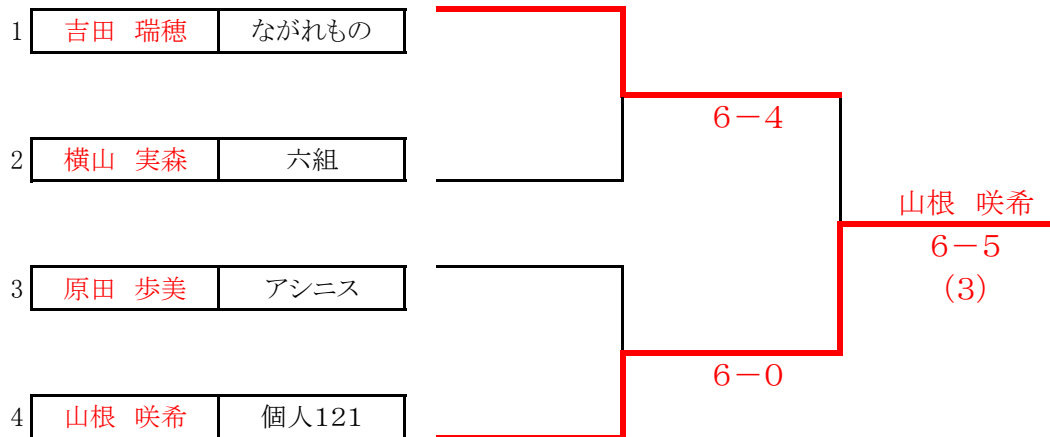 1 吉田 瑞穂 ながれもの
6-4
2 横山 実森 六組
山根 咲希
6-5
(3)
3 原田 歩美 アシニス
6-0
4 山根 咲希 個人121